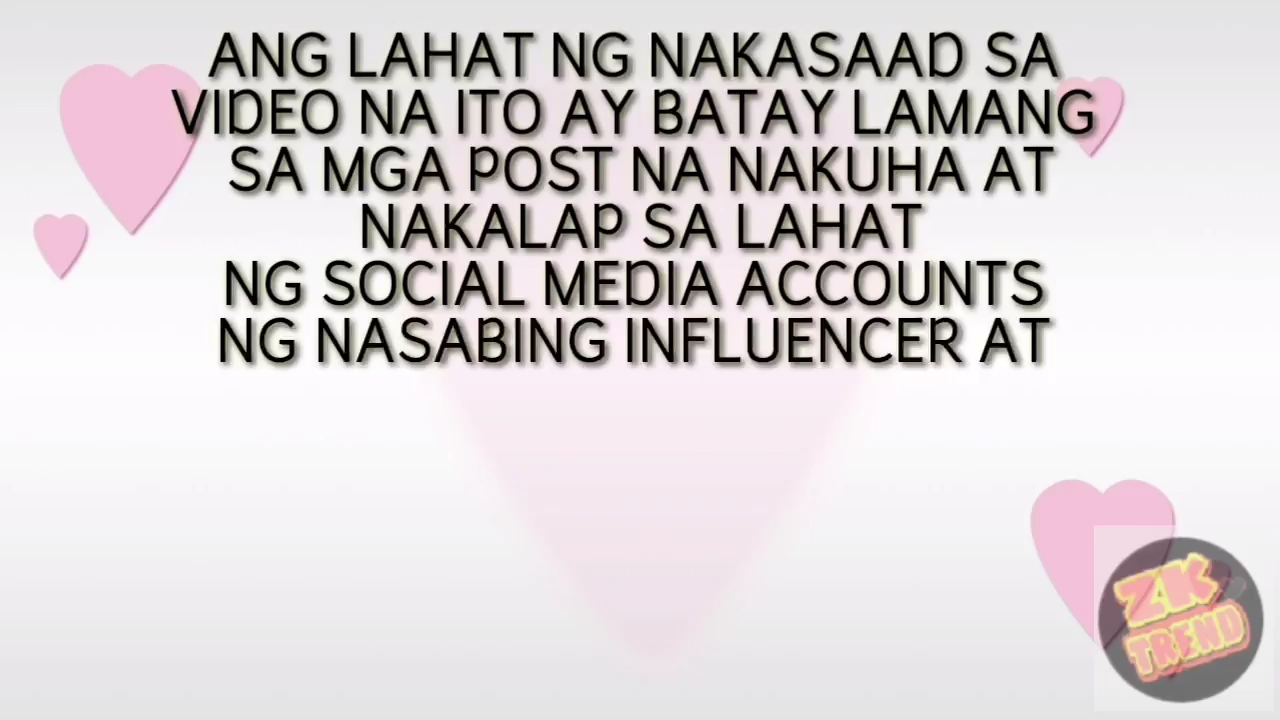 ANG LAHAT NG NAKASAAD SA
VIDEO NA ITO AY BATAY LAMANG
SA MGA POST NA NAKUHA AT
NAKALAP SA LAHAT
NG SOCIAL MEDIA ACCOUNTS
NG NASABING INFLUENCER AT
ZK
TREND